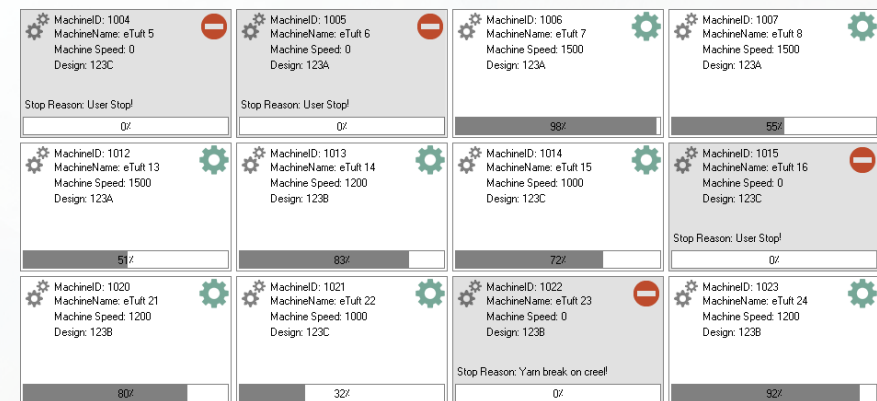 MachineID: 1004
MachineName: eTuft 5
Machine Speed: 0
Design: 123C
Stop Reason: User Stop!
0%
MachineID: 1005
MachineName: eTuft 6
Machine Speed: 0
Design: 123A
Stop Reason: User Stop!
0%
MachineID: 1006
MachineName: eTuft 7
Machine Speed: 1500
Design: 123A
98%
MachineID: 1007
MachineName: eTuft 8
Machine Speed: 1500
Design: 123A
55%
MachineID: 1012
MachineName: eTuft 13
Machine Speed: 1500
Design: 123A
51%
MachineID: 1013
MachineName: eTuft 14
Machine Speed: 1200
Design: 123B
83%
MachineID: 1014
MachineName: eTuft 15
Machine Speed: 1000
Design: 123C
72%
MachineID: 1015
MachineName: eTuft 16
Machine Speed: 0
Design: 123C
Stop Reason: User Stop!
0%
MachineID: 1020
MachineName: eTuft 21
Machine Speed: 1200
Design: 123B
80%
MachineID: 1021
MachineName: eTuft 22
Machine Speed: 1000
Design: 123C
32%
MachineID: 1022
MachineName: eTuft 23
Machine Speed: 0
Design: 123B
Stop Reason: Yarn break on creel!
0%
MachineID: 1023
MachineName: eTuft 24
Machine Speed: 1200
Design: 123B
92%